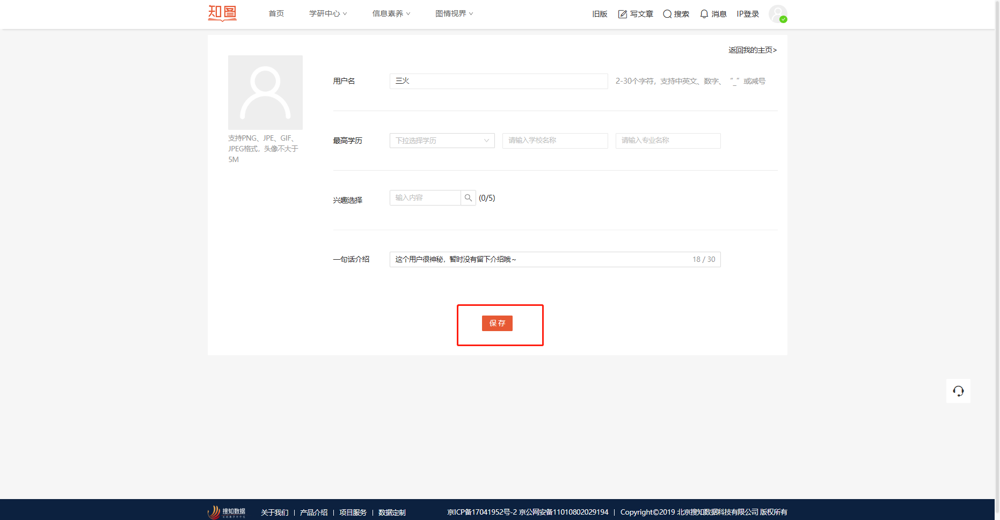 知图 首页 学研中心 信息素养 图情视界 旧版 写文章 搜索 消息 IP登录
返回我的主页>
用户名 三火 2-30个字符，支持中英文、数字、“_”或减号
支持PNG、JPE、GIF、
JPEG格式，头像不大于
5M
最高学历 下拉选择学历 请输入学校名称 请输入专业名称
兴趣选择 输入内容 (0/5)
一句话介绍 这个用户很神秘，暂时没有留下介绍哦~ 18 / 30
保存
搜知数据 关于我们 | 产品介绍 | 项目服务 | 数据定制 京ICP备17041952号-2 京公网安备11010802029194 | Copyright©2019 北京搜知数据科技有限公司 版权所有